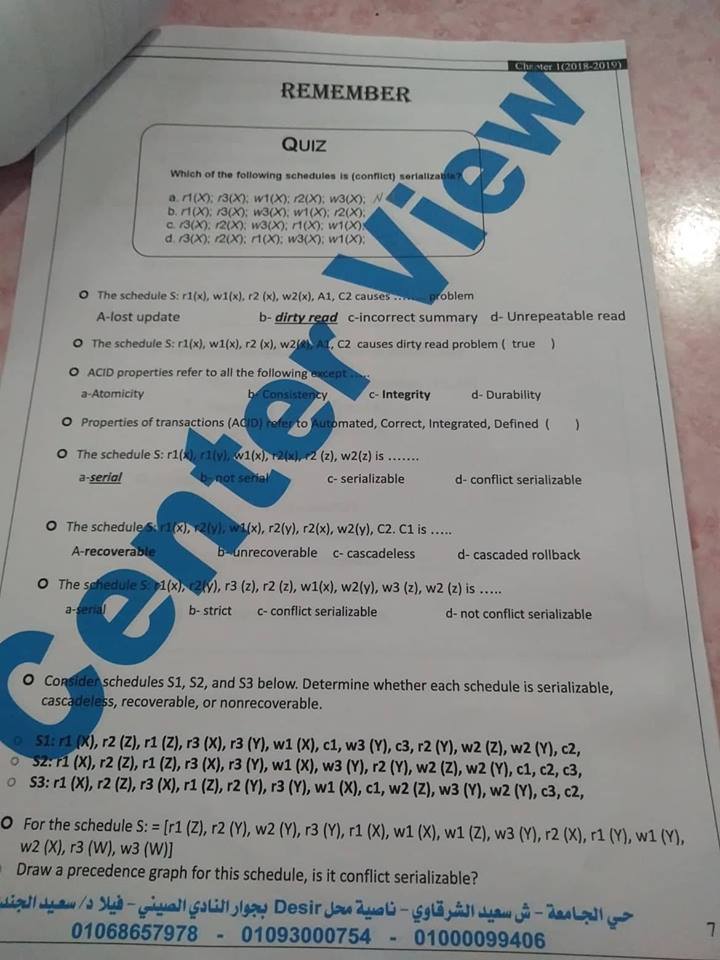 Chapter 1(2018-2019)
REMEMBER
QUIZ
Which of the following schedules is (conflict) serializable?
a. r1(X); r3(X); w1(X); r2(X); w3(X);
b. r1(X); r3(X); w3(X); w1(X); r2(X);
c. r3(X); r2(X); w3(X); r1(X); w1(X);
d. r3(X); r2(X); r1(X); w3(X); w1(X);
The schedule S: r1(x), w1(x), r2 (x), w2(x), A1, C2 causes ........ problem
A-lost update b- dirty read c-incorrect summary d- Unrepeatable read
The schedule S: r1(x), w1(x), r2 (x), w2(x), A1, C2 causes dirty read problem ( true )
ACID properties refer to all the following except .....
a-Atomicity b- Consistency c- Integrity d- Durability
Properties of transactions (ACID) refer to Automated, Correct, Integrated, Defined ( )
The schedule S: r1(x), r1(y), w1(x), r2(x), r2 (z), w2(z) is .......
a-serial b- not serial c- serializable d- conflict serializable
The schedule S: r1(x), r2(y), w1(x), r2(y), r2(x), w2(y), C2. C1 is .....
A-recoverable b-unrecoverable c- cascadeless d- cascaded rollback
The schedule S: r1(x), r2(y), r3 (z), r2 (z), w1(x), w2(y), w3 (z), w2 (z) is .....
a-serial b- strict c- conflict serializable d- not conflict serializable
Consider schedules S1, S2, and S3 below. Determine whether each schedule is serializable,
cascadeless, recoverable, or nonrecoverable.
S1: r1 (X), r2 (Z), r1 (Z), r3 (X), r3 (Y), w1 (X), c1, w3 (Y), c3, r2 (Y), w2 (Z), w2 (Y), c2,
S2: r1 (X), r2 (Z), r1 (Z), r3 (X), r3 (Y), w1 (X), w3 (Y), r2 (Y), w2 (Z), w2 (Y), c1, c2, c3,
S3: r1 (X), r2 (Z), r3 (X), r1 (Z), r2 (Y), r3 (Y), w1 (X), c1, w2 (Z), w3 (Y), w2 (Y), c3, c2,
For the schedule S: = [r1 (Z), r2 (Y), w2 (Y), r3 (Y), r1 (X), w1 (X), w1 (Z), w3 (Y), r2 (X), r1 (Y), w1 (Y),
w2 (X), r3 (W), w3 (W)]
Draw a precedence graph for this schedule, is it conflict serializable?
حي الجامعة - ش سعيد الشرقاوي - ناصية محل Desir بجوار النادي الصيني - فيلا د/ سعيد الجند
01068657978 - 01093000754 - 01000099406
7
Center View